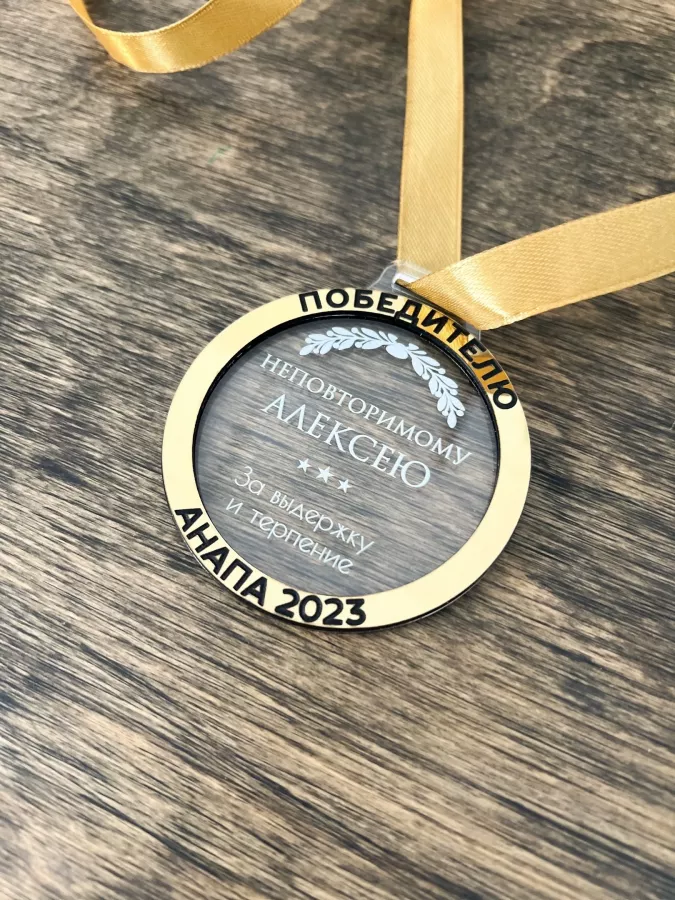 ПОБЕДИТЕЛЮ
НЕПОВТОРИМОМУ
АЛЕКСЕЮ
За выдержку
и терпение
АНАПА 2023